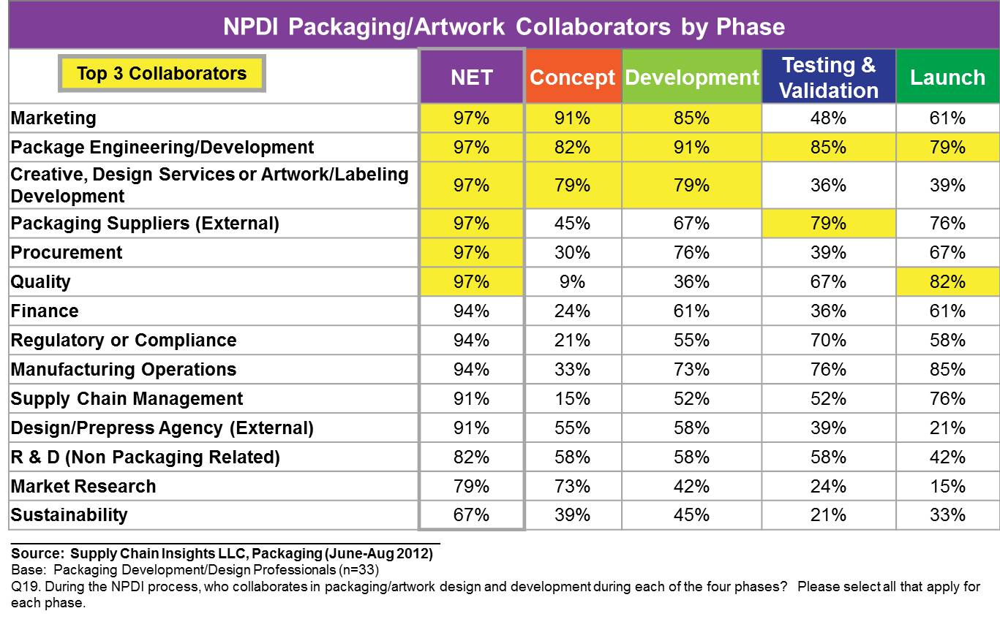 NPDI Packaging/Artwork Collaborators by Phase
Top 3 Collaborators NET Concept Development Testing & Validation Launch
Marketing 97% 91% 85% 48% 61%
Package Engineering/Development 97% 82% 91% 85% 79%
Creative, Design Services or Artwork/Labeling
Development 97% 79% 79% 36% 39%
Packaging Suppliers (External) 97% 45% 67% 79% 76%
Procurement 97% 30% 76% 39% 67%
Quality 97% 9% 36% 67% 82%
Finance 94% 24% 61% 36% 61%
Regulatory or Compliance 94% 21% 55% 70% 58%
Manufacturing Operations 94% 33% 73% 76% 85%
Supply Chain Management 91% 15% 52% 52% 76%
Design/Prepress Agency (External) 91% 55% 58% 39% 21%
R & D (Non Packaging Related) 82% 58% 58% 58% 42%
Market Research 79% 73% 42% 24% 15%
Sustainability 67% 39% 45% 21% 33%
Source: Supply Chain Insights LLC, Packaging (June-Aug 2012)
Base: Packaging Development/Design Professionals (n=33)
Q19. During the NPDI process, who collaborates in packaging/artwork design and development during each of the four phases? Please select all that apply for
each phase.